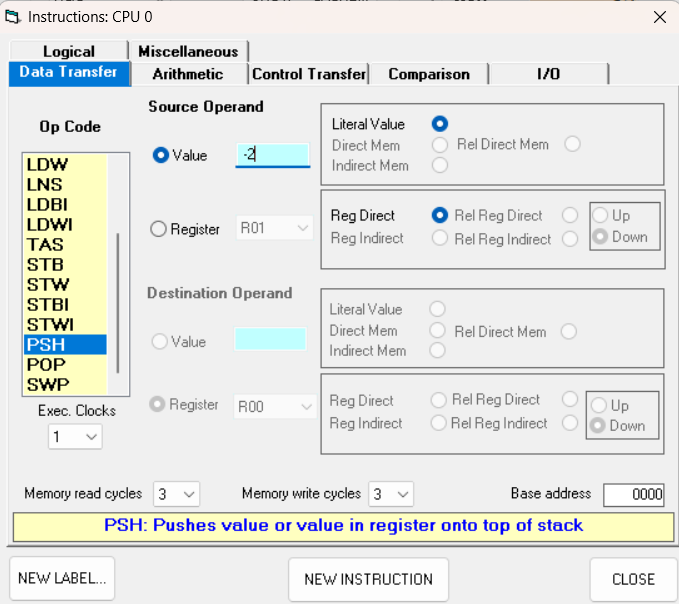 Instructions: CPU 0
Logical Miscellaneous
Data Transfer Arithmetic Control Transfer Comparison I/O
Op Code
LDW
LNS
LDBI
LDWI
TAS
STB
STW
STBI
STWI
PSH
POP
SWP
Exec. Clocks
1
Source Operand
Value -2
Literal Value
Direct Mem Rel Direct Mem
Indirect Mem
Register R01
Reg Direct Rel Reg Direct Up
Reg Indirect Rel Reg Indirect Down
Destination Operand
Value
Literal Value
Direct Mem Rel Direct Mem
Indirect Mem
Register R00
Reg Direct Rel Reg Direct Up
Reg Indirect Rel Reg Indirect Down
Memory read cycles 3 Memory write cycles 3 Base address 0000
PSH: Pushes value or value in register onto top of stack
NEW LABEL... NEW INSTRUCTION CLOSE